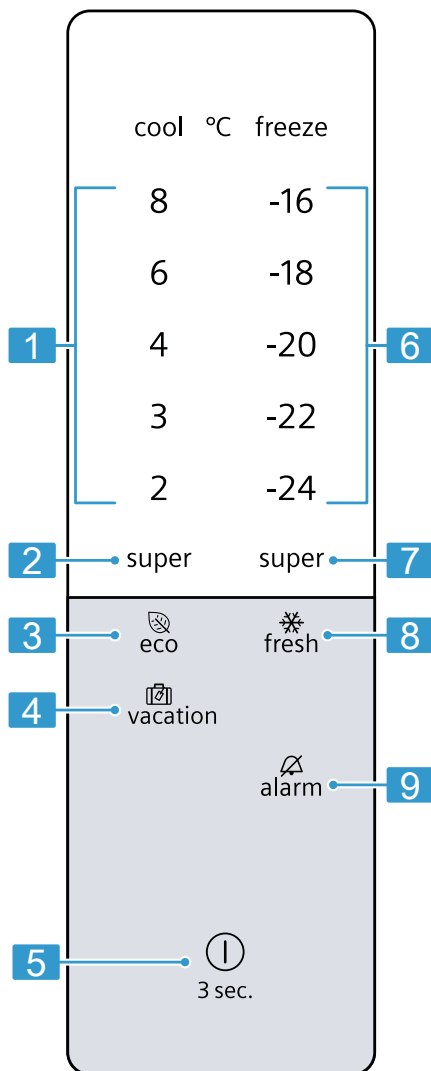 cool °C freeze
8 -16
6 -18
1 4 -20 6
3 -22
2 -24
2 super super 7
3 eco fresh 8
4 vacation
alarm 9
5
3 sec.